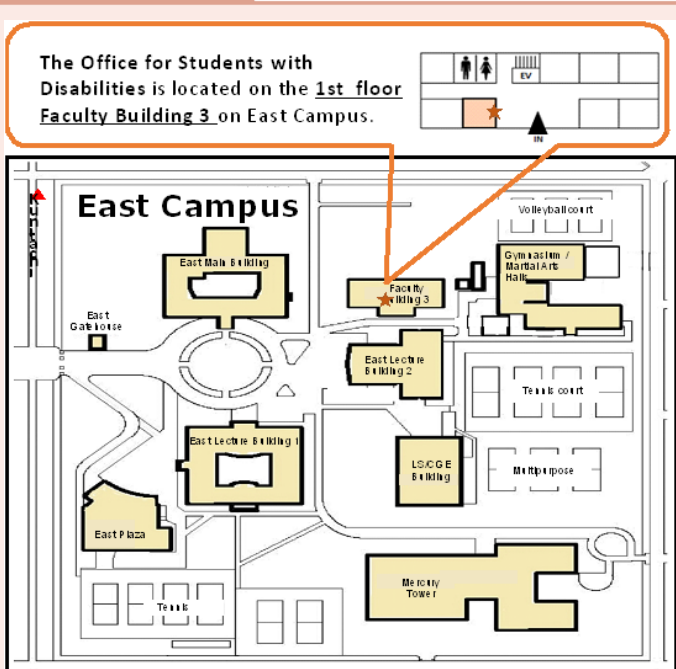 The Office for Students with
Disabilities is located on the 1st floor
Faculty Building 3 on East Campus.
EV
IN
East Campus
Volleyball court
East Main Building
Gymnasium /
Martial Arts
Halls
Faculty
Building 3
East
Gatehouse
East Lecture
Building 2
Tennis court
East Lecture Building 1
LS/CGE
Building
Multipurpose
East Plaza
Mercury
Tower
Tennis